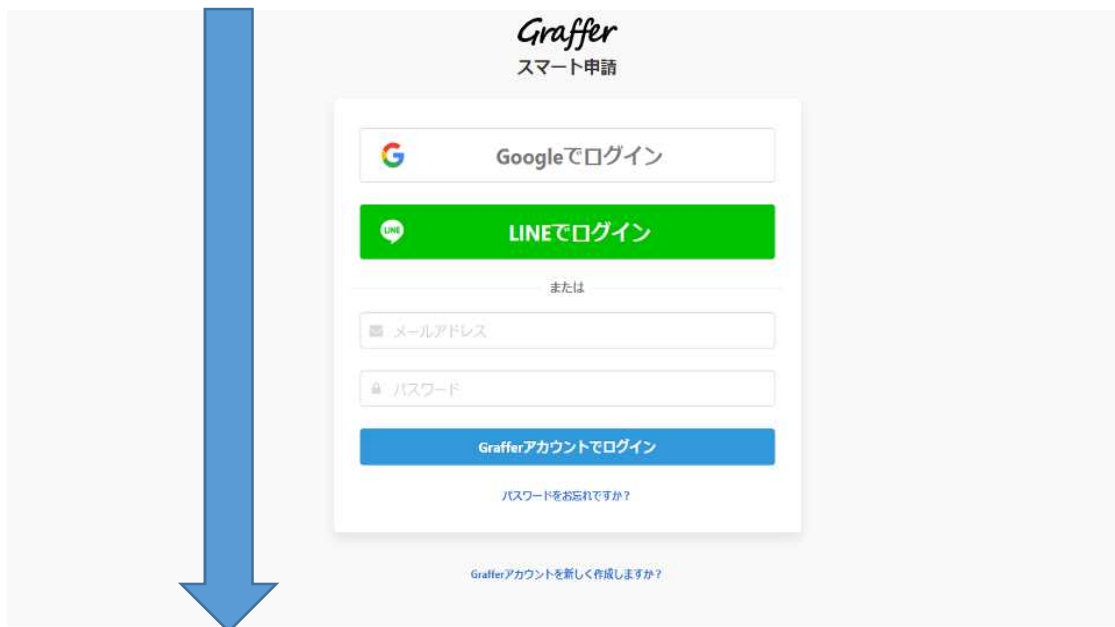 Graffer
スマート申請
Googleでログイン
LINE
LINEでログイン
または
メールアドレス
パスワード
Grafferアカウントでログイン
パスワードをお忘れですか？
Grafferアカウントを新しく作成しますか？